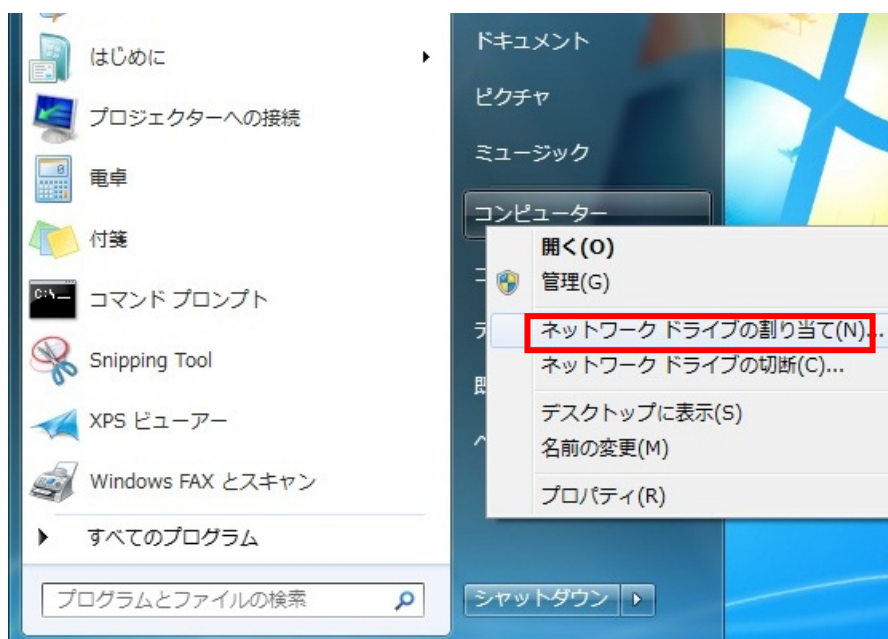 はじめに
プロジェクターへの接続
電卓
付箋
C:\_
コマンド プロンプト
Snipping Tool
XPS ビューアー
Windows FAX とスキャン
すべてのプログラム
プログラムとファイルの検索
ドキュメント
ピクチャ
ミュージック
コンピューター
開く(O)
管理(G)
ネットワーク ドライブの割り当て(N)...
ネットワーク ドライブの切断(C)...
デスクトップに表示(S)
名前の変更(M)
プロパティ(R)
シャットダウン